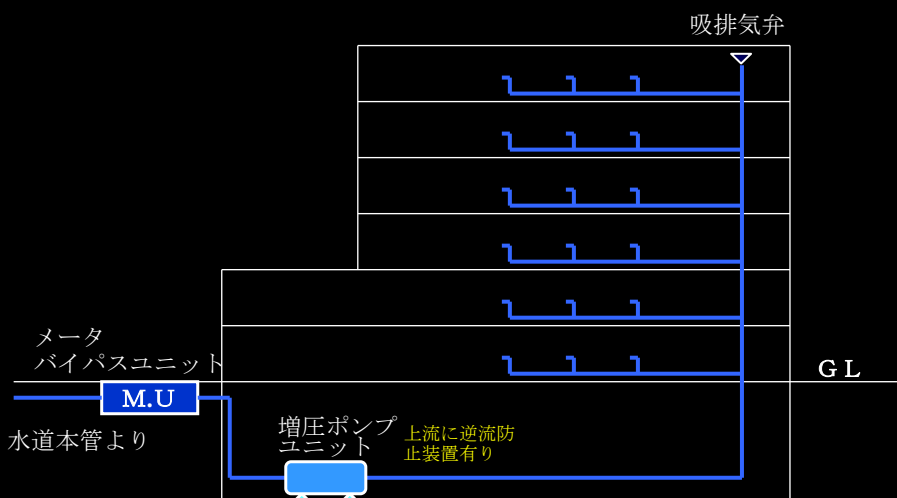 吸排気弁
メータ
バイパスユニット
M.U
GL
水道本管より
増圧ポンプ
ユニット
上流に逆流防
止装置有り